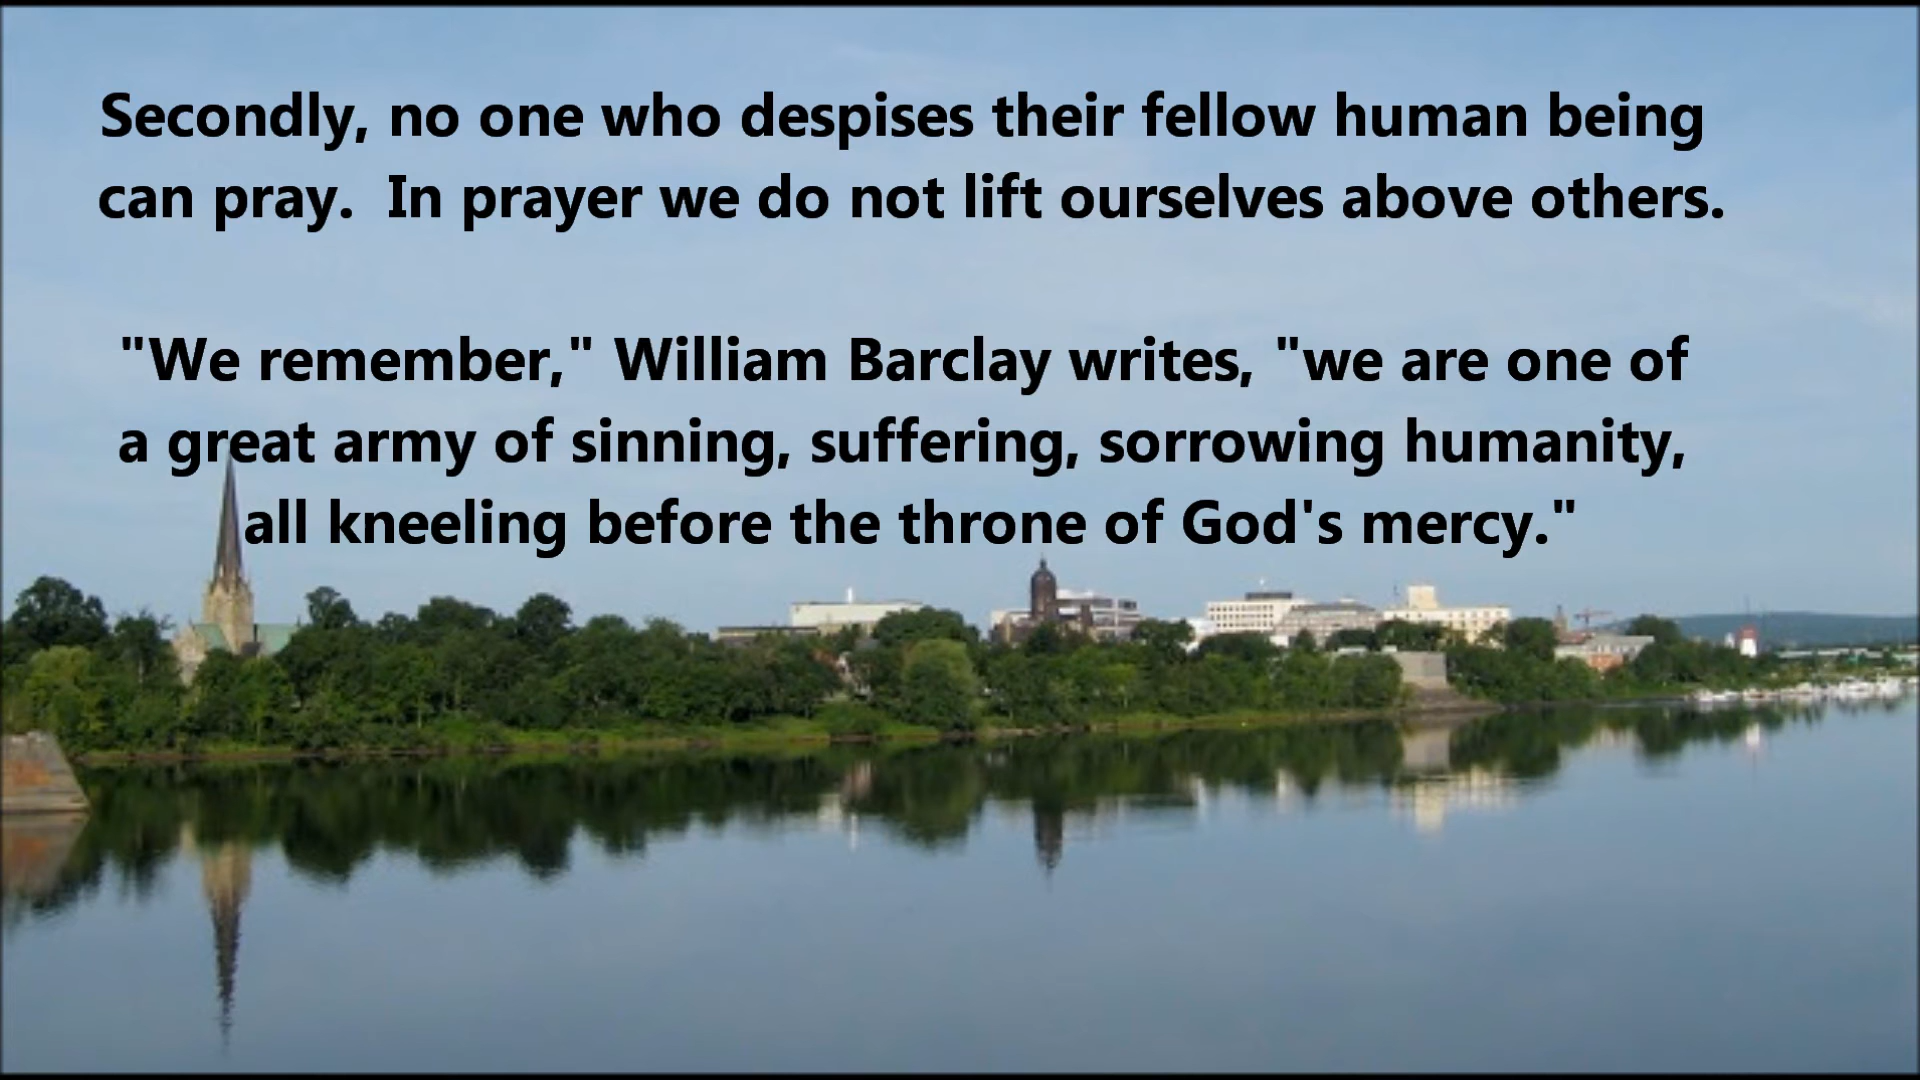 Secondly, no one who despises their fellow human being
can pray.  In prayer we do not lift ourselves above others.
"We remember," William Barclay writes, "we are one of
a great army of sinning, suffering, sorrowing humanity,
all kneeling before the throne of God's mercy."